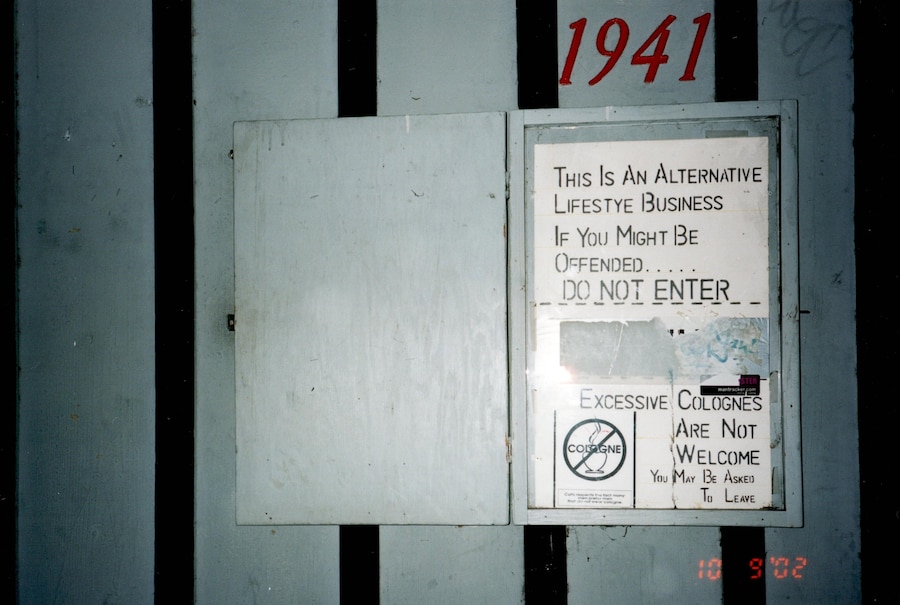 1941
THIS IS AN ALTERNATIVE
LIFESTYE BUSINESS
IF YOU MIGHT BE
OFFENDED.....
DO NOT ENTER
EXCESSIVE COLOGNES
ARE NOT
WELCOME
YOU MAY BE ASKED
TO LEAVE
COLOGNE
10 9'02